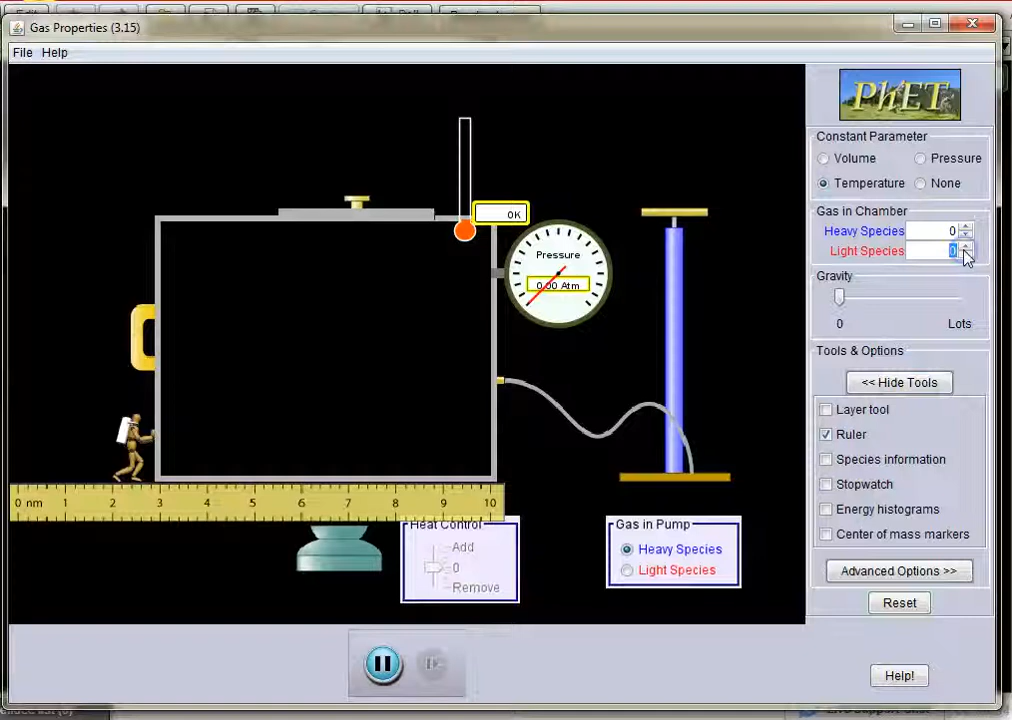 Gas Properties (3.15)
File Help
PhET
Constant Parameter
Volume Pressure
Temperature None
Gas in Chamber
Heavy Species 0
Light Species 0
Gravity
0 Lots
Tools & Options
<< Hide Tools
Layer tool
Ruler
Species information
Stopwatch
Energy histograms
Center of mass markers
Advanced Options >>
Reset
Help!
0K
Pressure
0.00 Atm
0 nm 1 2 3 4 5 6 7 8 9 10
Heat Control
Add
0
Remove
Gas in Pump
Heavy Species
Light Species